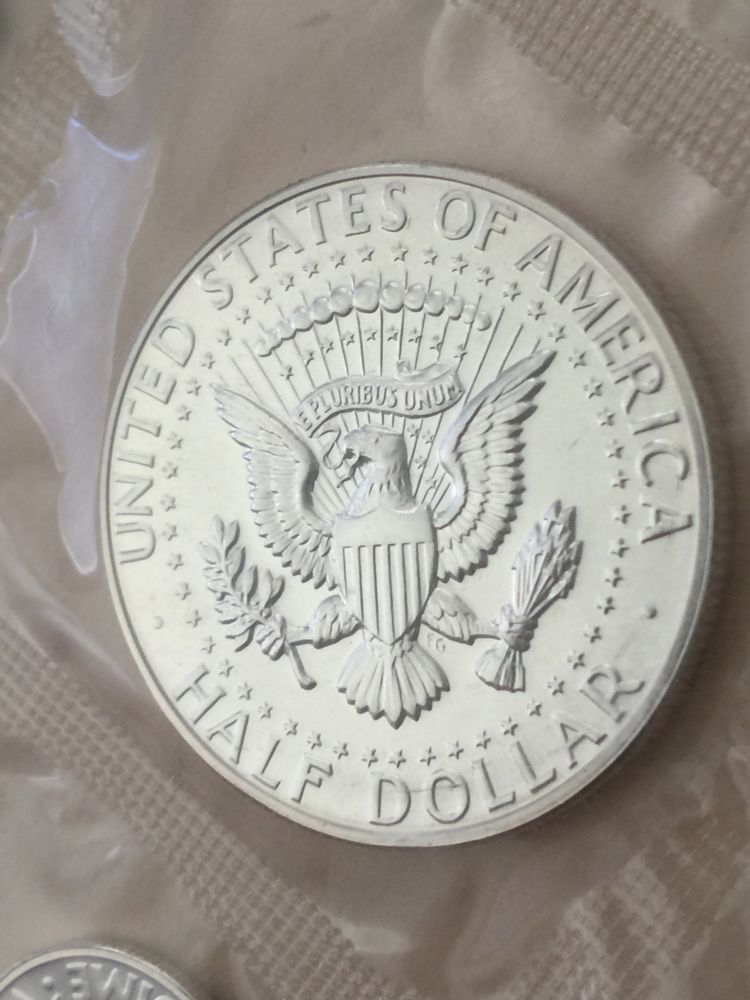 UNITED STATES OF AMERICA
E PLURIBUS UNUM
FG
HALF DOLLAR